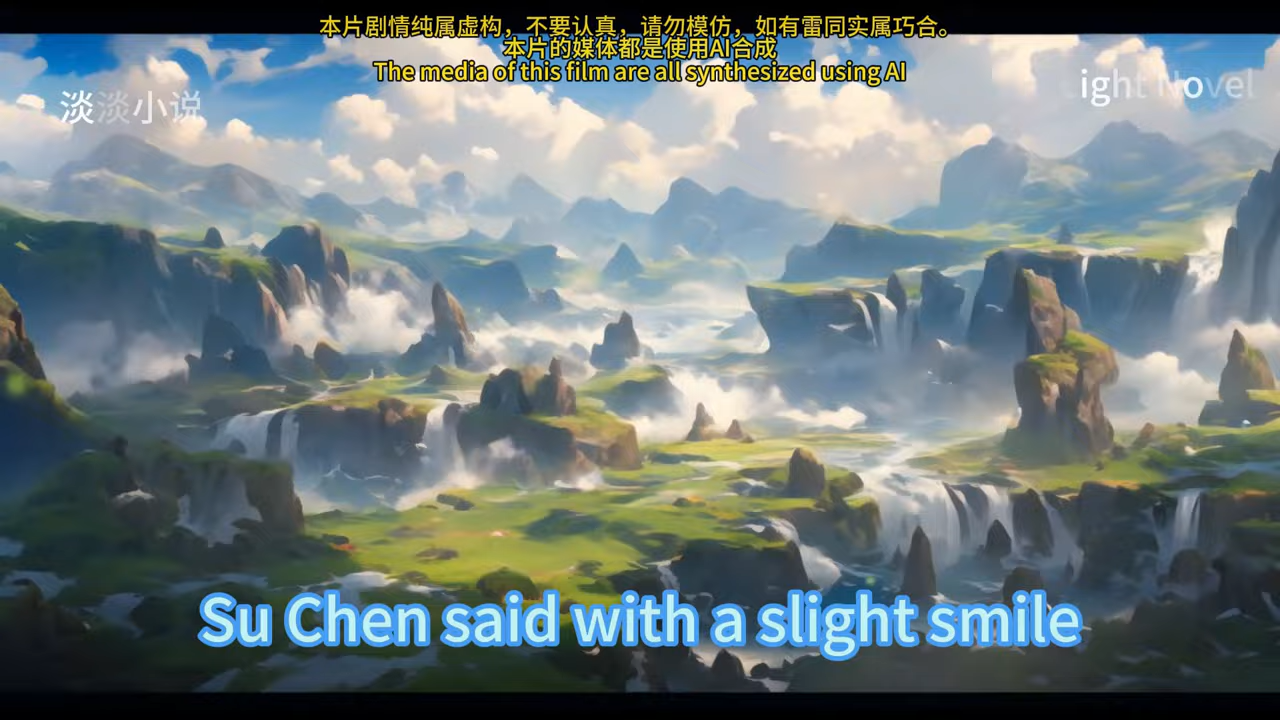 本片剧情纯属虚构，不要认真，请勿模仿，如有雷同实属巧合。
本片的媒体都是使用AI合成
The media of this film are all synthesized using AI
淡淡小说
Light Novel
Su Chen said with a slight smile